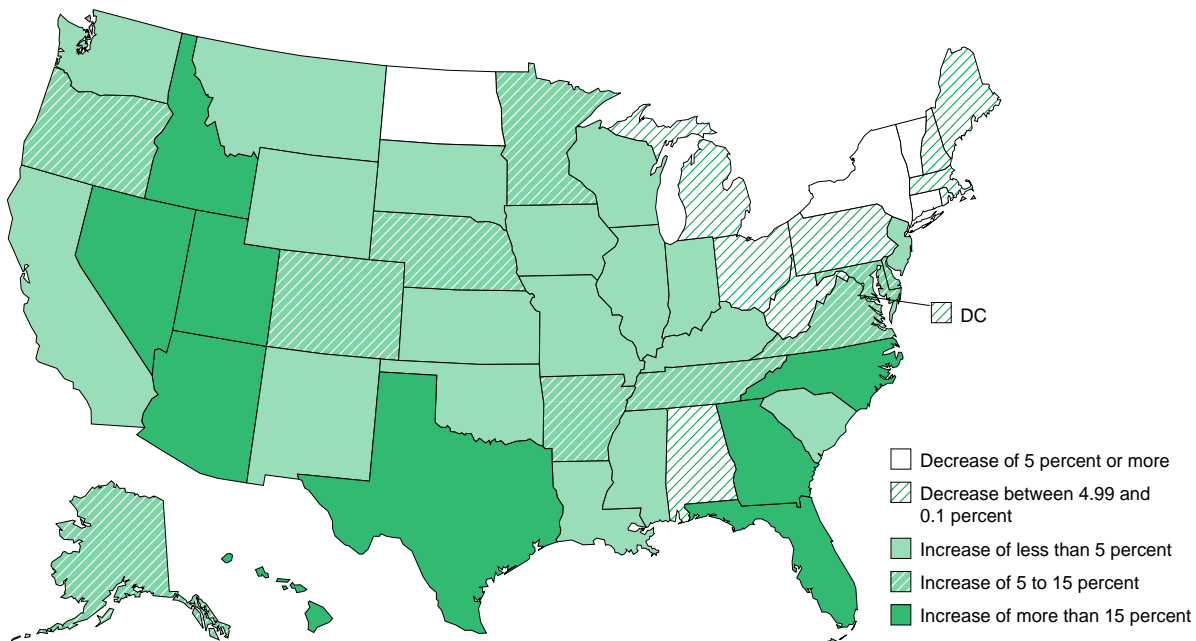 DC
Decrease of 5 percent or more
Decrease between 4.99 and
0.1 percent
Increase of less than 5 percent
Increase of 5 to 15 percent
Increase of more than 15 percent